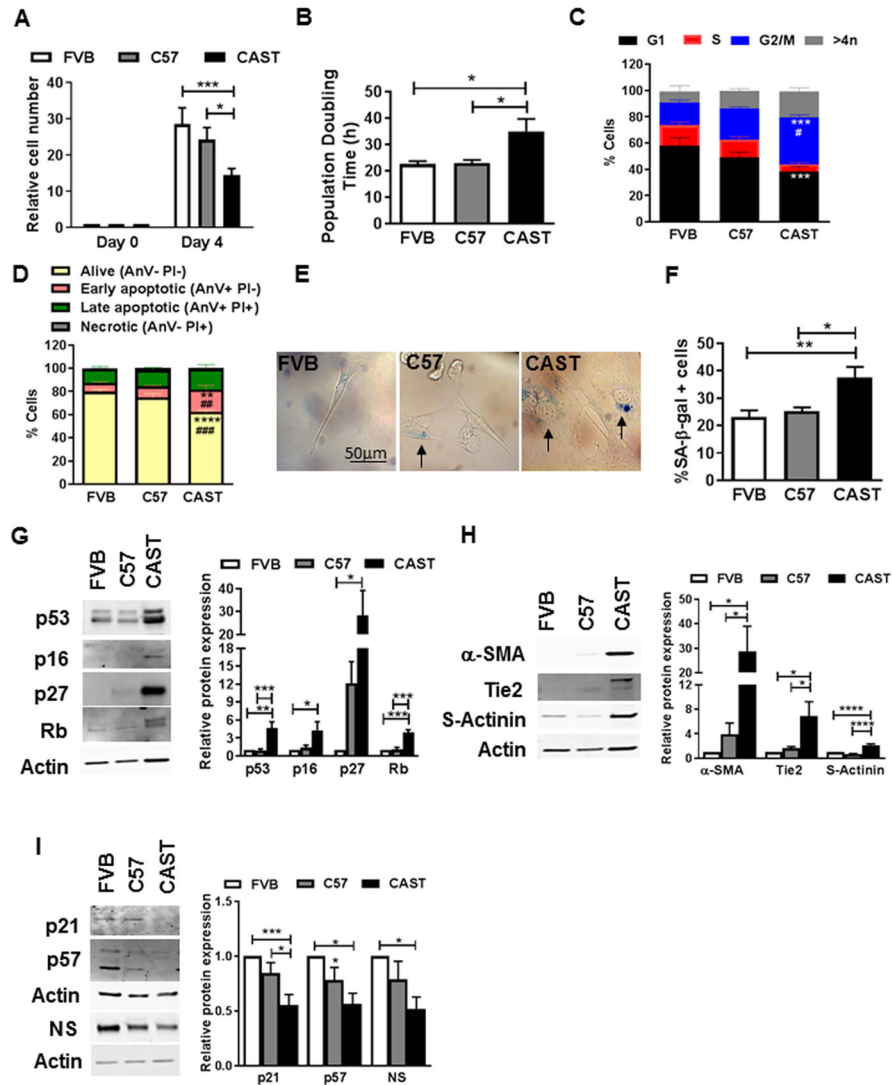 A
FVB C57 CAST
Relative cell number
40
30
20
10
0
***
*
Day 0 Day 4
B
Population Doubling
Time (h)
50
40
30
20
10
0
*
*
FVB C57 CAST
C
G1 S G2/M >4n
% Cells
120
100
80
60
40
20
0
***
#
***
FVB C57 CAST
D
Alive (AnV- PI-)
Early apoptotic (AnV+ PI-)
Late apoptotic (AnV+ PI+)
Necrotic (AnV- PI+)
% Cells
120
100
80
60
40
20
0
**
##
****
###
FVB C57 CAST
E
FVB C57 CAST
50μm
F
%SA-β-gal + cells
50
40
30
20
10
0
*
**
FVB C57 CAST
G
FVB C57 CAST
p53
p16
p27
Rb
Actin
FVB C57 CAST
Relative protein expression
40
30
20
10
18
15
12
9
6
3
0
*
***
**
*
***
***
p53 p16 p27 Rb
H
FVB C57 CAST
α-SMA
Tie2
S-Actinin
Actin
FVB C57 CAST
Relative protein expression
50
40
30
20
10
12
8
4
0
*
*
*
*
****
****
α-SMA Tie2 S-Actinin
I
FVB C57 CAST
p21
p57
Actin
NS
Actin
FVB C57 CAST
Relative protein expression
1.5
1.0
0.5
0.0
***
*
*
*
*
p21 p57 NS